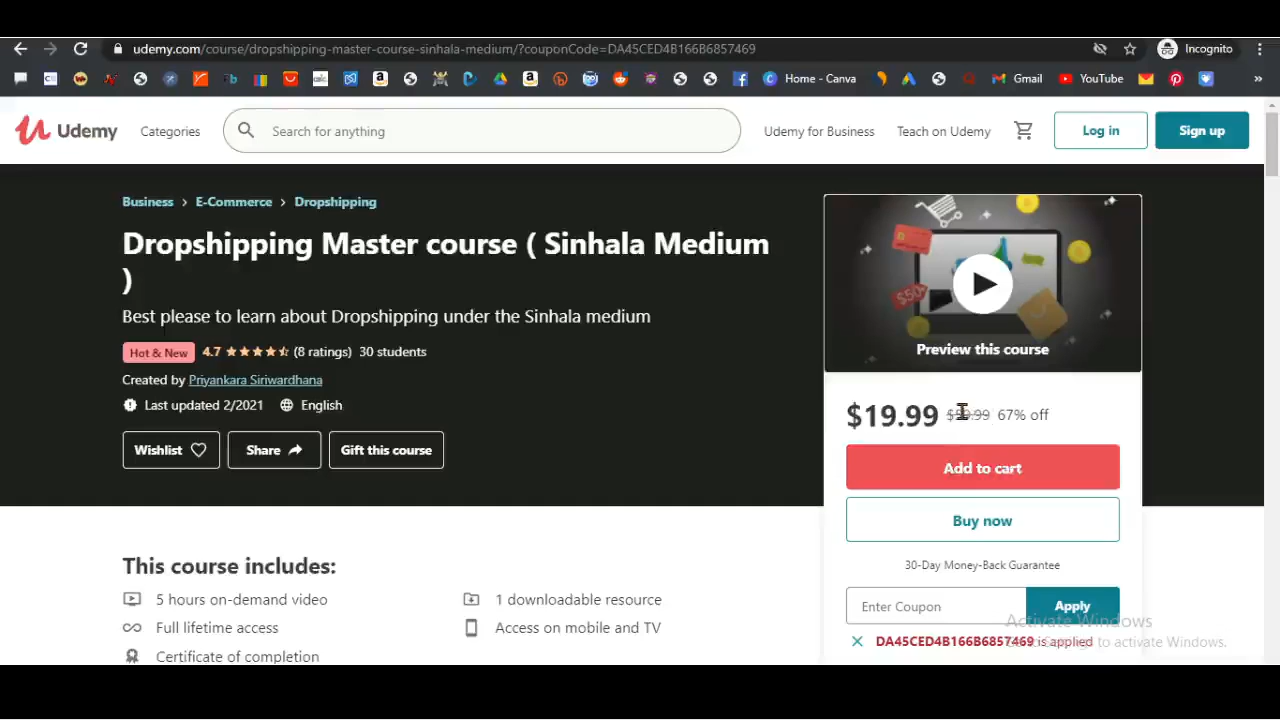 udemy.com/course/dropshipping-master-course-sinhala-medium/?couponCode=DA45CED4B166B6857469
Incognito
Home - Canva
Gmail
YouTube
Udemy
Categories
Search for anything
Udemy for Business
Teach on Udemy
Log in
Sign up
Business > E-Commerce > Dropshipping
Dropshipping Master course ( Sinhala Medium
)
Best please to learn about Dropshipping under the Sinhala medium
Hot & New 4.7 (8 ratings) 30 students
Created by Priyankara Siriwardhana
Last updated 2/2021 English
Wishlist
Share
Gift this course
$50
Preview this course
$19.99 67% off
Add to cart
Buy now
30-Day Money-Back Guarantee
Enter Coupon
Apply
DA45CED4B166B6857469 is applied
Activate Windows
to activate Windows.
This course includes:
5 hours on-demand video
1 downloadable resource
Full lifetime access
Access on mobile and TV
Certificate of completion